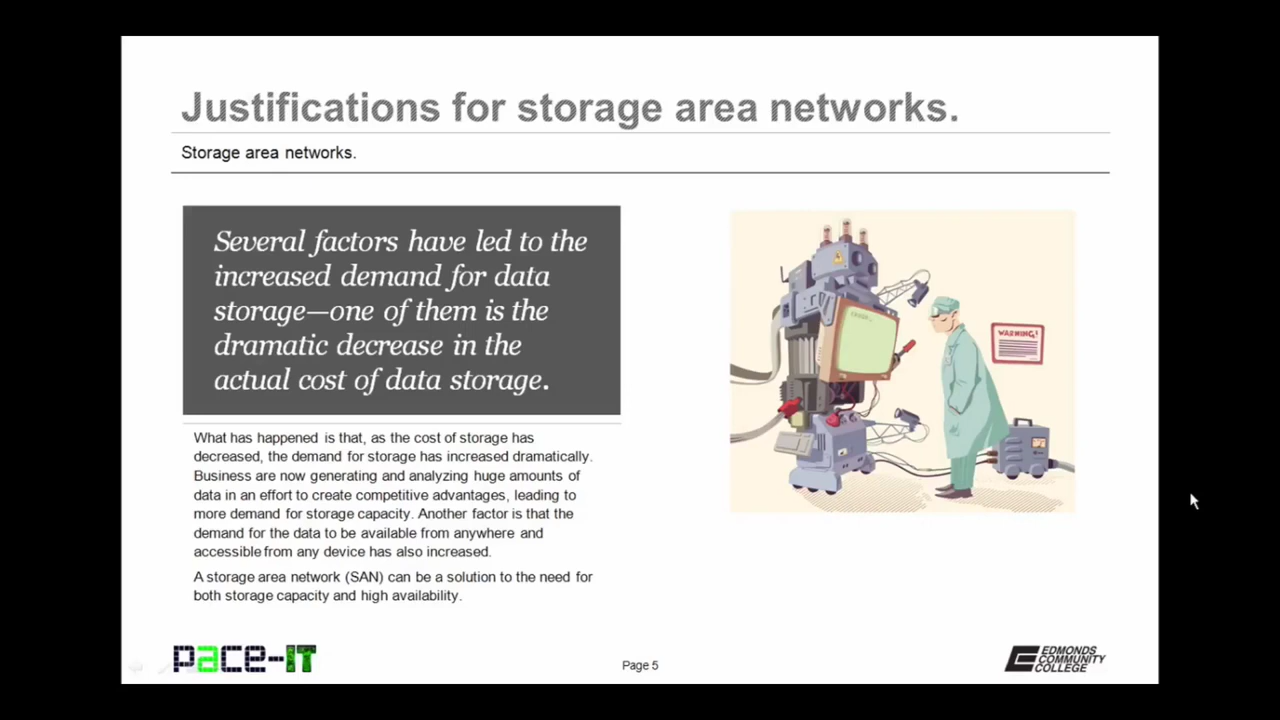 Justifications for storage area networks.
Storage area networks.
Several factors have led to the
increased demand for data
storage—one of them is the
dramatic decrease in the
actual cost of data storage.
What has happened is that, as the cost of storage has
decreased, the demand for storage has increased dramatically.
Business are now generating and analyzing huge amounts of
data in an effort to create competitive advantages, leading to
more demand for storage capacity. Another factor is that the
demand for the data to be available from anywhere and
accessible from any device has also increased.
A storage area network (SAN) can be a solution to the need for
both storage capacity and high availability.
WARNING!
pace-IT
Page 5
EDMONDS
COMMUNITY
COLLEGE